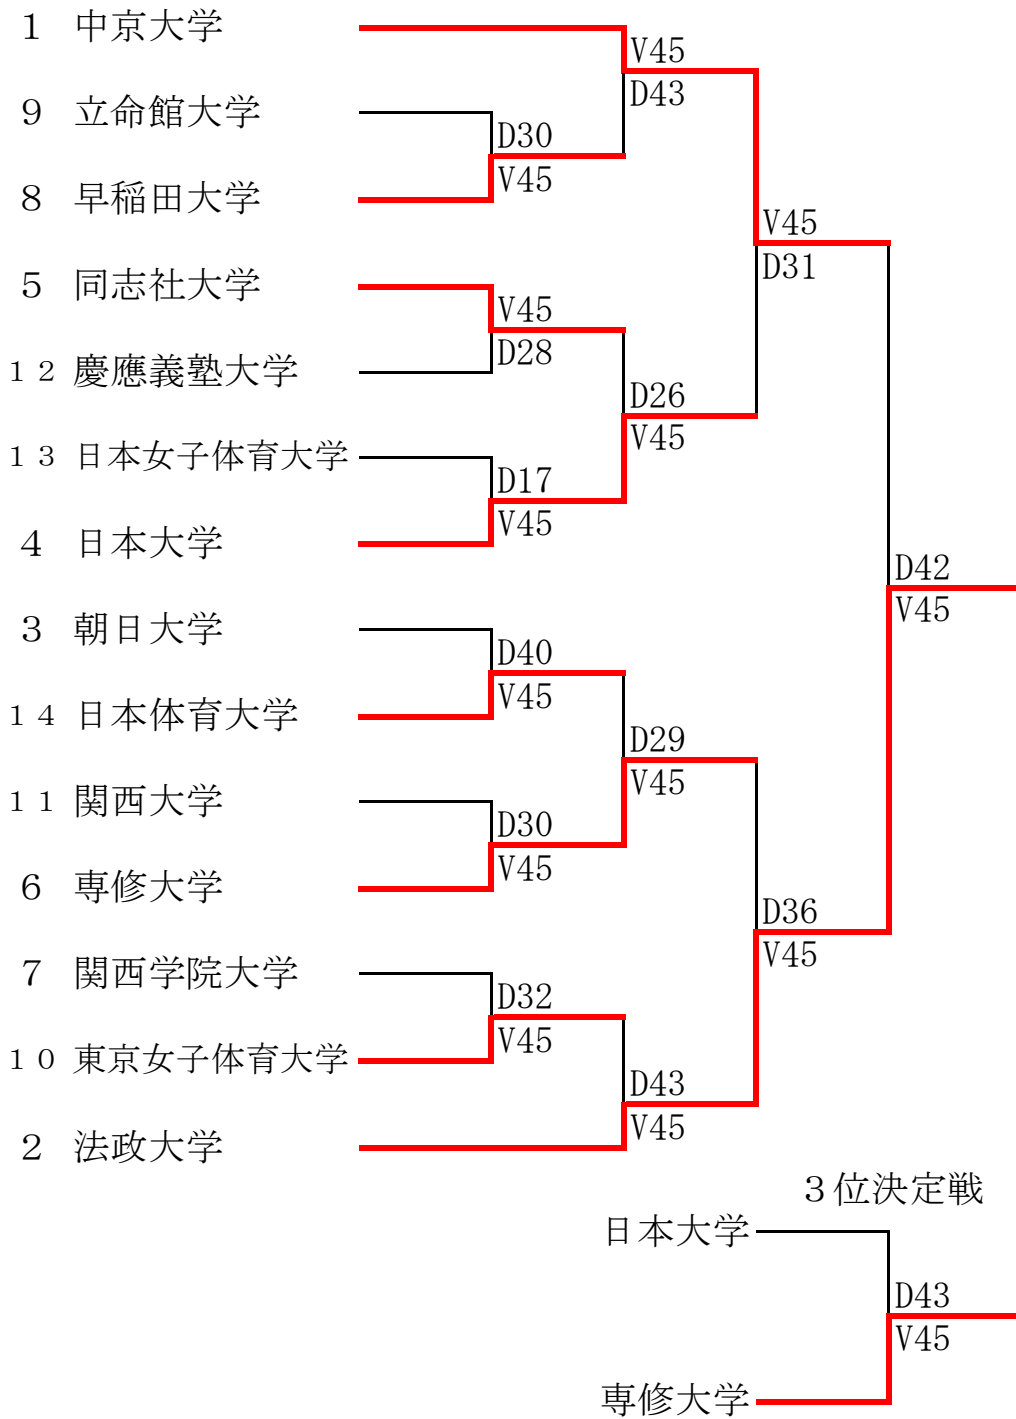 １ 中京大学
V45
D43
９ 立命館大学
D30
V45
８ 早稲田大学
V45
D31
５ 同志社大学
V45
D28
１２ 慶應義塾大学
D26
V45
１３ 日本女子体育大学
D17
V45
４ 日本大学
D42
V45
３ 朝日大学
D40
V45
１４ 日本体育大学
D29
V45
１１ 関西大学
D30
V45
６ 専修大学
D36
V45
７ 関西学院大学
D32
V45
１０ 東京女子体育大学
D43
V45
２ 法政大学
３位決定戦
日本大学
D43
V45
専修大学